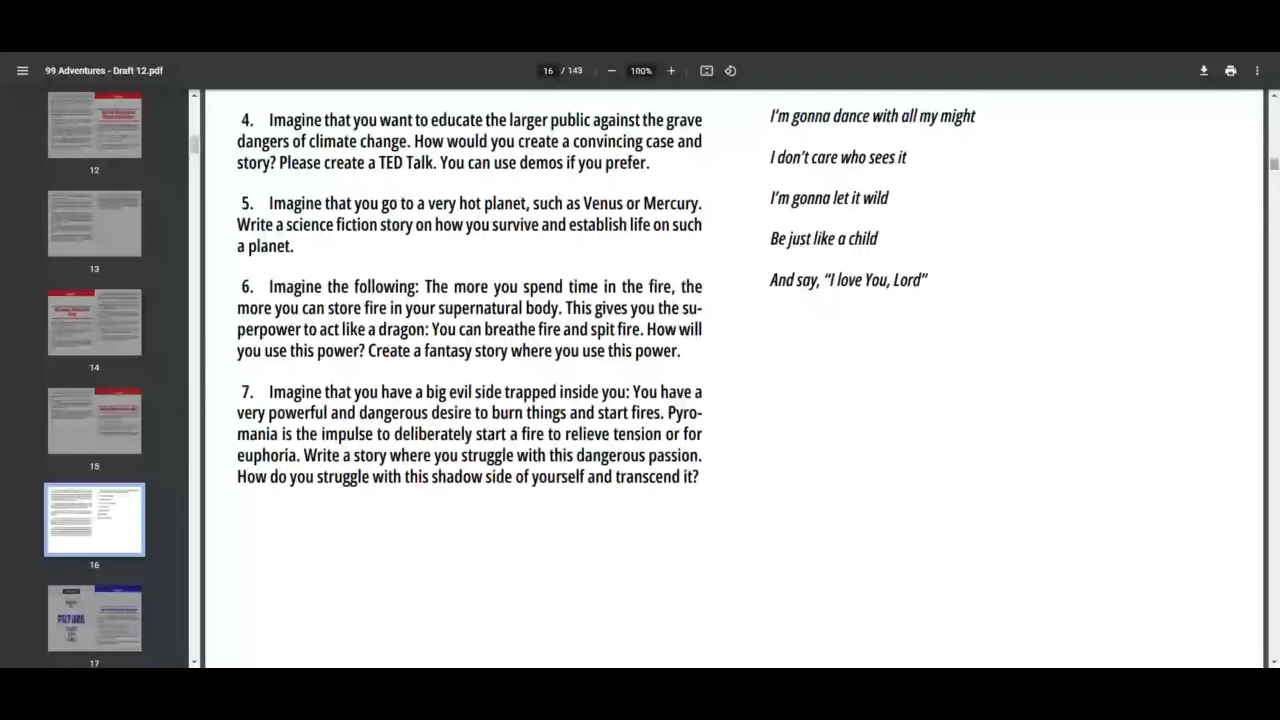 99 Adventures - Draft 12.pdf
16 / 143
100%
12
13
14
15
16
17
4. Imagine that you want to educate the larger public against the grave
dangers of climate change. How would you create a convincing case and
story? Please create a TED Talk. You can use demos if you prefer.
5. Imagine that you go to a very hot planet, such as Venus or Mercury.
Write a science fiction story on how you survive and establish life on such
a planet.
6. Imagine the following: The more you spend time in the fire, the
more you can store fire in your supernatural body. This gives you the su-
perpower to act like a dragon: You can breathe fire and spit fire. How will
you use this power? Create a fantasy story where you use this power.
7. Imagine that you have a big evil side trapped inside you: You have a
very powerful and dangerous desire to burn things and start fires. Pyro-
mania is the impulse to deliberately start a fire to relieve tension or for
euphoria. Write a story where you struggle with this dangerous passion.
How do you struggle with this shadow side of yourself and transcend it?
I'm gonna dance with all my might
I don't care who sees it
I'm gonna let it wild
Be just like a child
And say, “I love You, Lord”